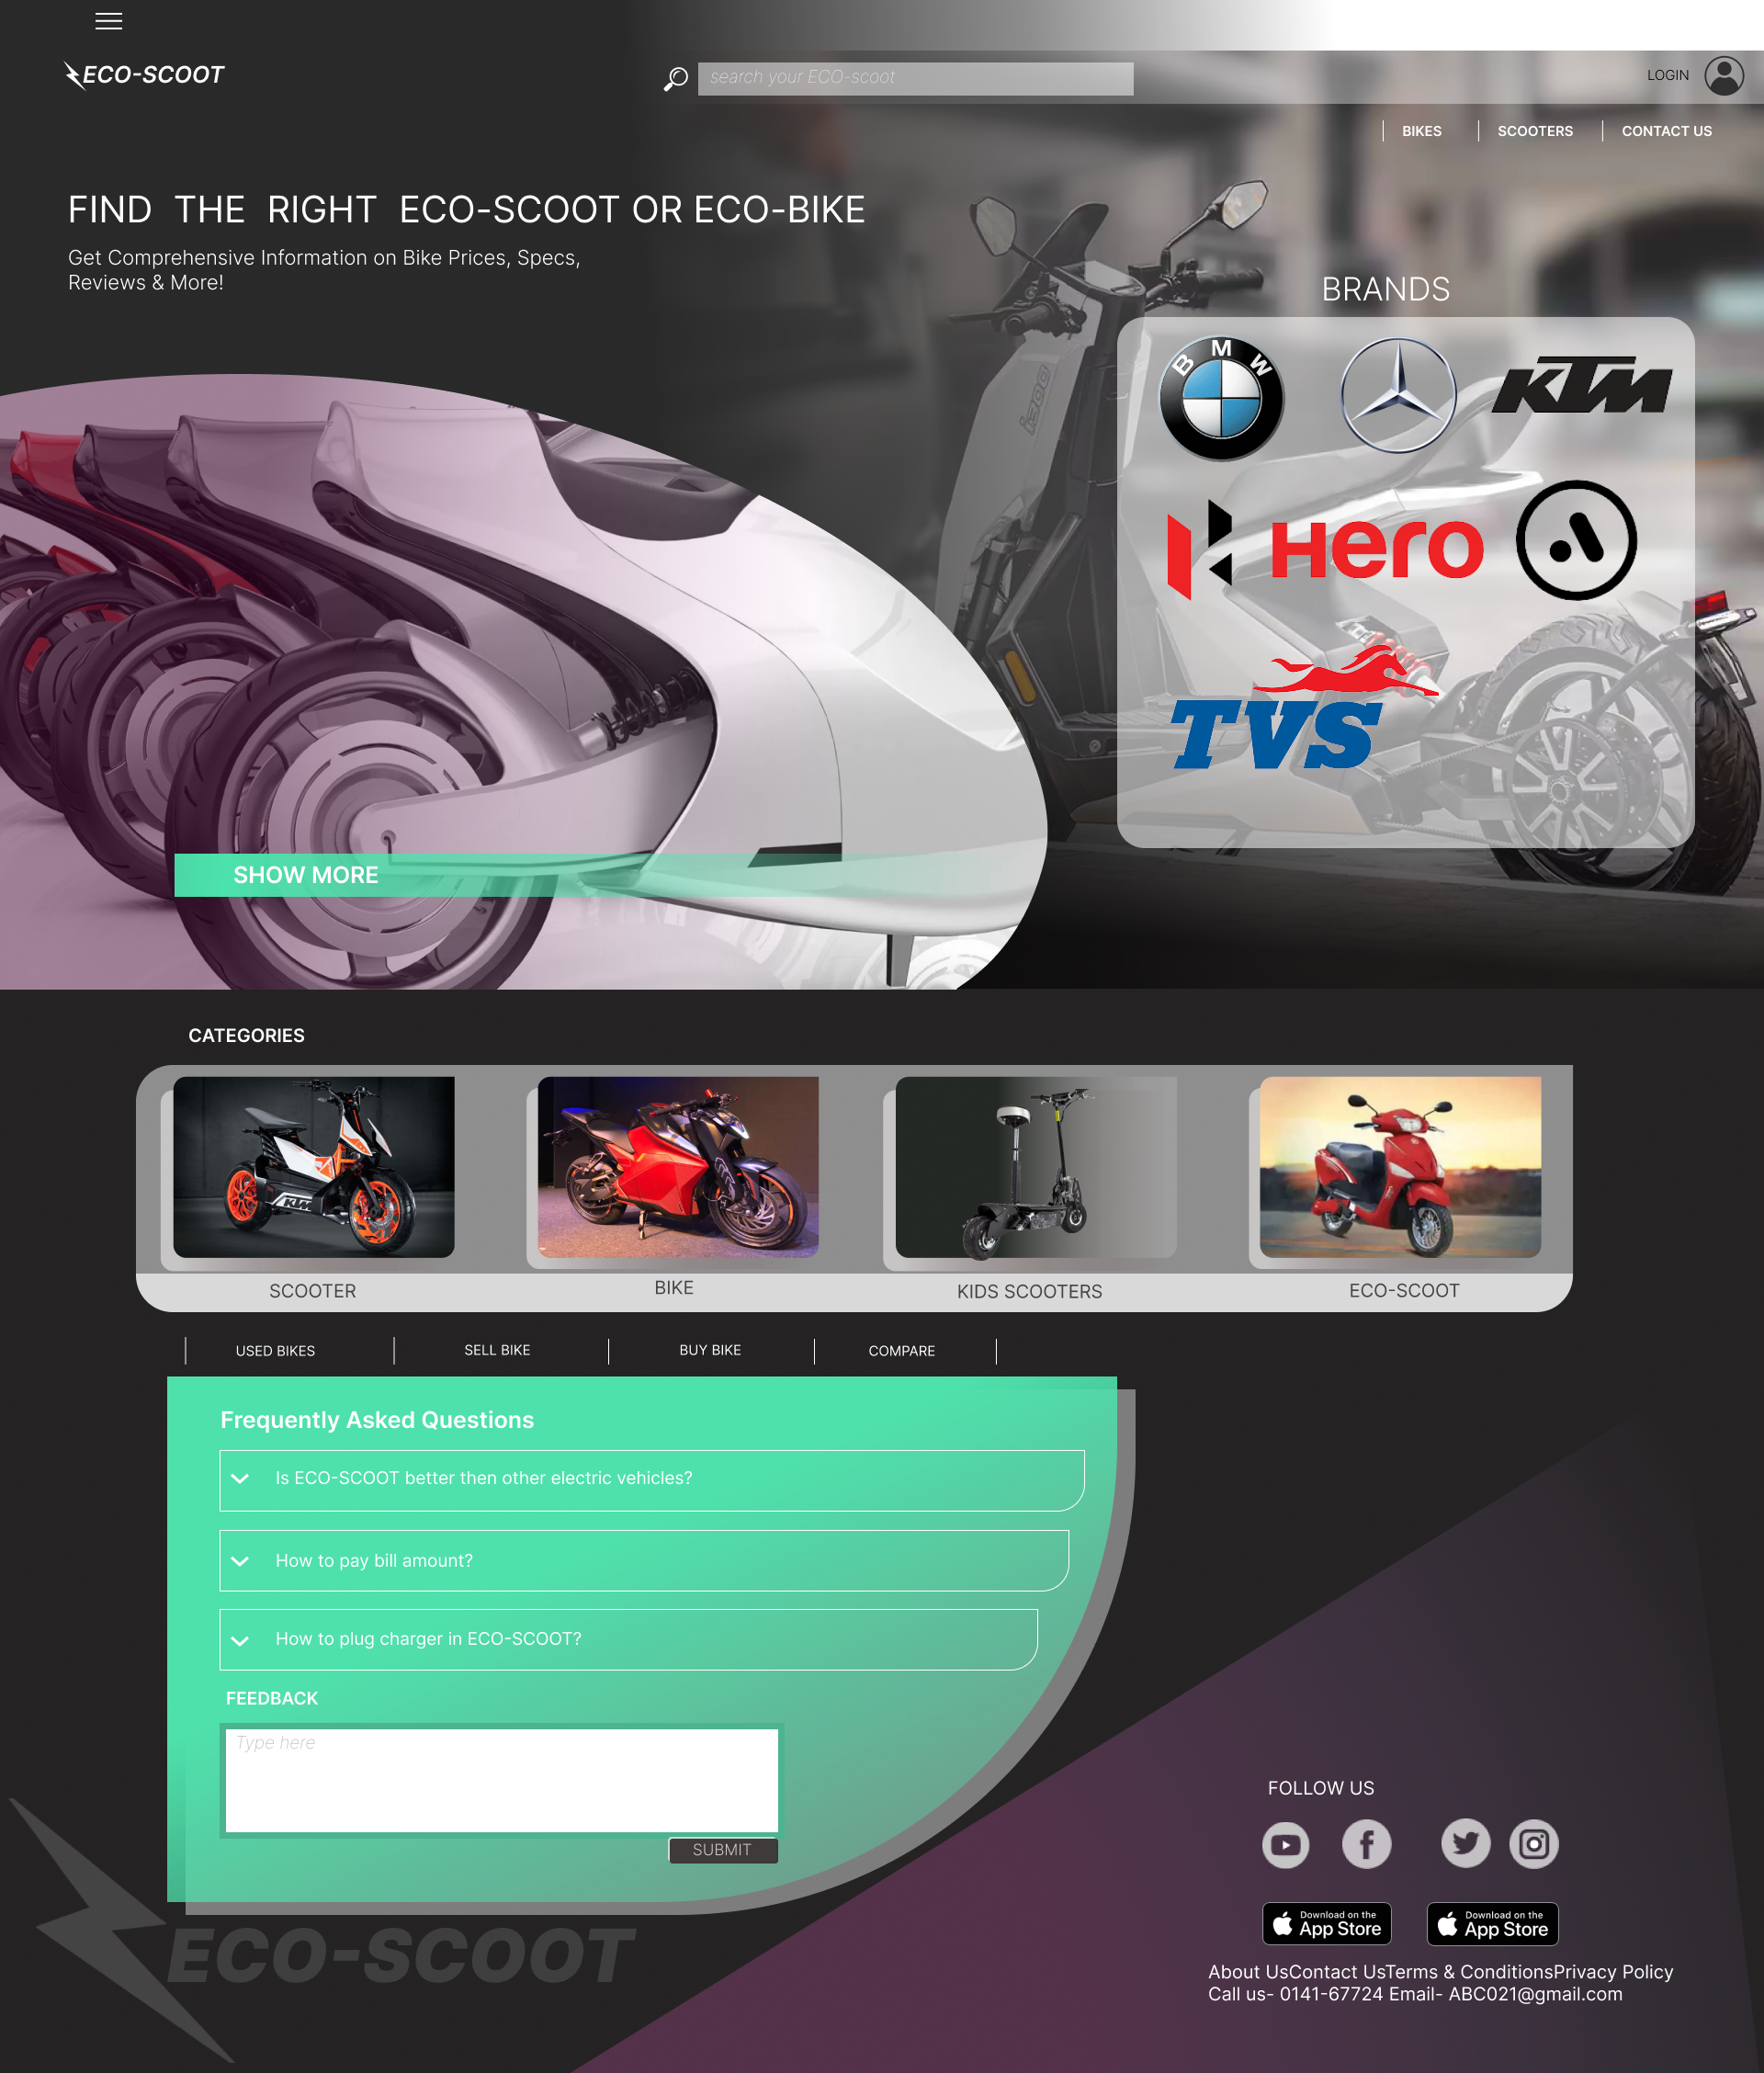 ECO-SCOOT
search your ECO-scoot
LOGIN
BIKES
SCOOTERS
CONTACT US
FIND THE RIGHT ECO-SCOOT OR ECO-BIKE
Get Comprehensive Information on Bike Prices, Specs,
Reviews & More!
BRANDS
BMW
KTM
i300
Hero
TVS
SHOW MORE
CATEGORIES
KTM
SCOOTER
BIKE
KIDS SCOOTERS
ECO-SCOOT
USED BIKES
SELL BIKE
BUY BIKE
COMPARE
Frequently Asked Questions
Is ECO-SCOOT better then other electric vehicles?
How to pay bill amount?
How to plug charger in ECO-SCOOT?
FEEDBACK
Type here
SUBMIT
FOLLOW US
Download on the
App Store
Download on the
App Store
ECO-SCOOT
About UsContact UsTerms & ConditionsPrivacy Policy
Call us- 0141-67724 Email- ABC021@gmail.com